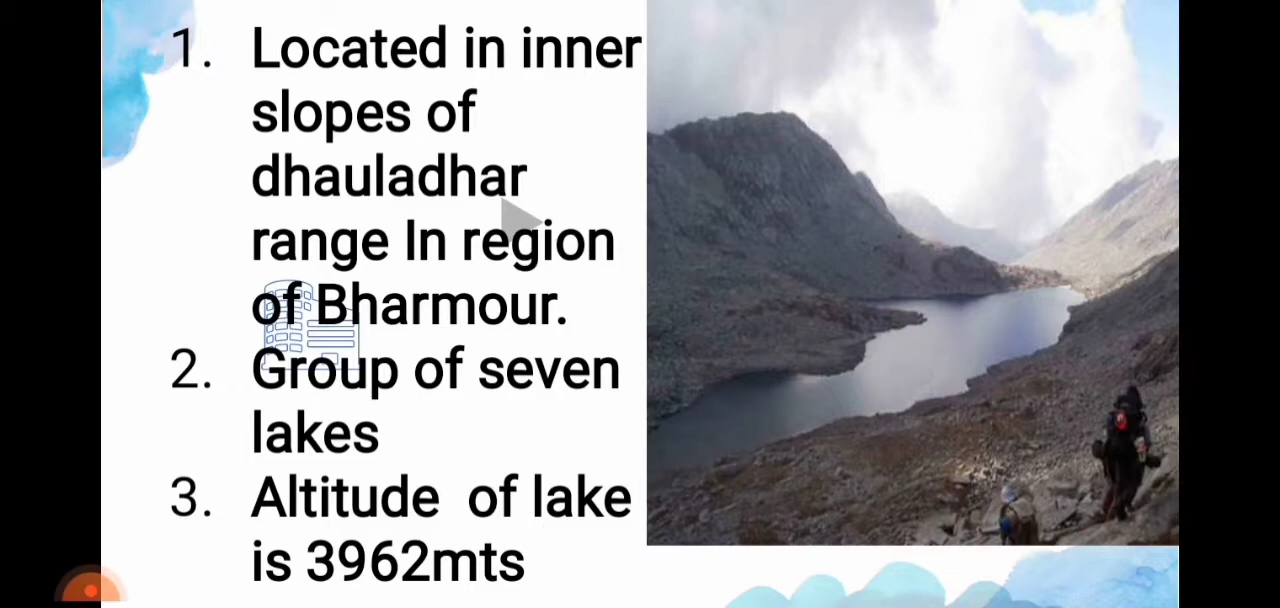 1. Located in inner
slopes of
dhauladhar
range In region
of Bharmour.
2. Group of seven
lakes
3. Altitude of lake
is 3962mts